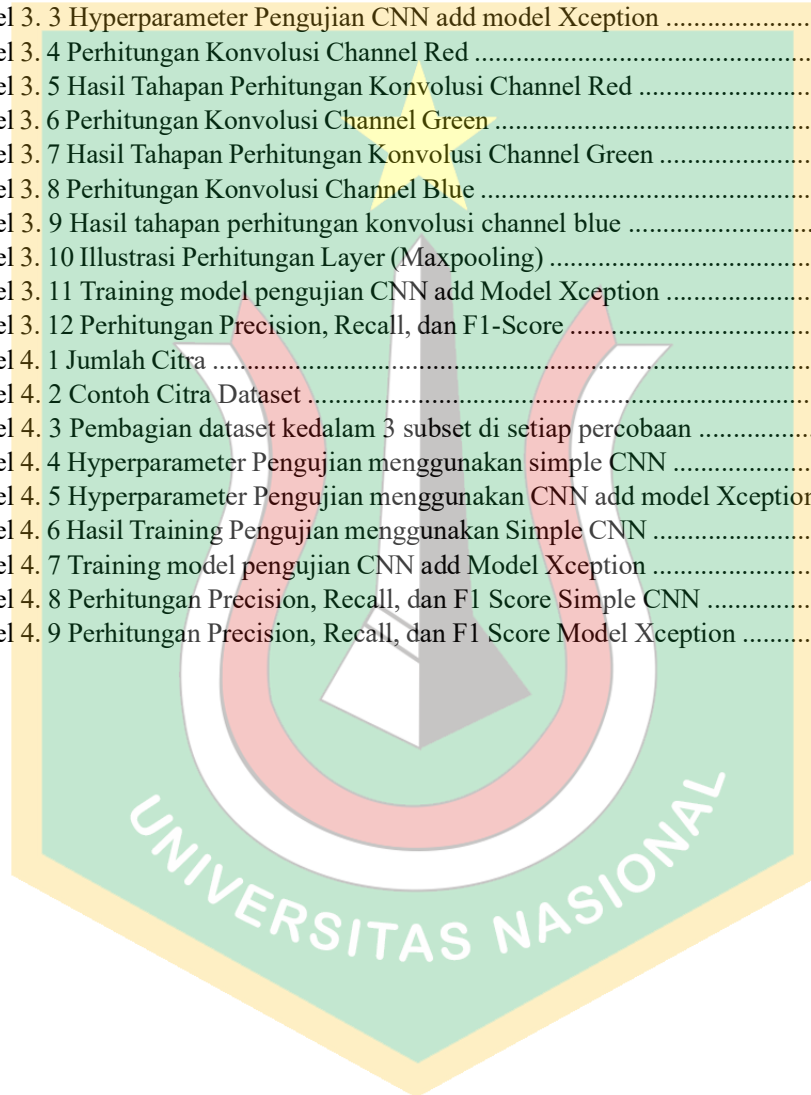 el 3. 3 Hyperparameter Pengujian CNN add model Xception ......................
el 3. 4 Perhitungan Konvolusi Channel Red ...................................................
el 3. 5 Hasil Tahapan Perhitungan Konvolusi Channel Red ..........................
el 3. 6 Perhitungan Konvolusi Channel Green ................................................
el 3. 7 Hasil Tahapan Perhitungan Konvolusi Channel Green ........................
el 3. 8 Perhitungan Konvolusi Channel Blue ..................................................
el 3. 9 Hasil tahapan perhitungan konvolusi channel blue ............................
el 3. 10 Illustrasi Perhitungan Layer (Maxpooling) .......................................
el 3. 11 Training model pengujian CNN add Model Xception ......................
el 3. 12 Perhitungan Precision, Recall, dan F1-Score ....................................
el 4. 1 Jumlah Citra .........................................................................................
el 4. 2 Contoh Citra Dataset ...........................................................................
el 4. 3 Pembagian dataset kedalam 3 subset di setiap percobaan .................
el 4. 4 Hyperparameter Pengujian menggunakan simple CNN .....................
el 4. 5 Hyperparameter Pengujian menggunakan CNN add model Xception
el 4. 6 Hasil Training Pengujian menggunakan Simple CNN ........................
el 4. 7 Training model pengujian CNN add Model Xception ........................
el 4. 8 Perhitungan Precision, Recall, dan F1 Score Simple CNN ................
el 4. 9 Perhitungan Precision, Recall, dan F1 Score Model Xception ..........
UNIVERSITAS NASIONAL